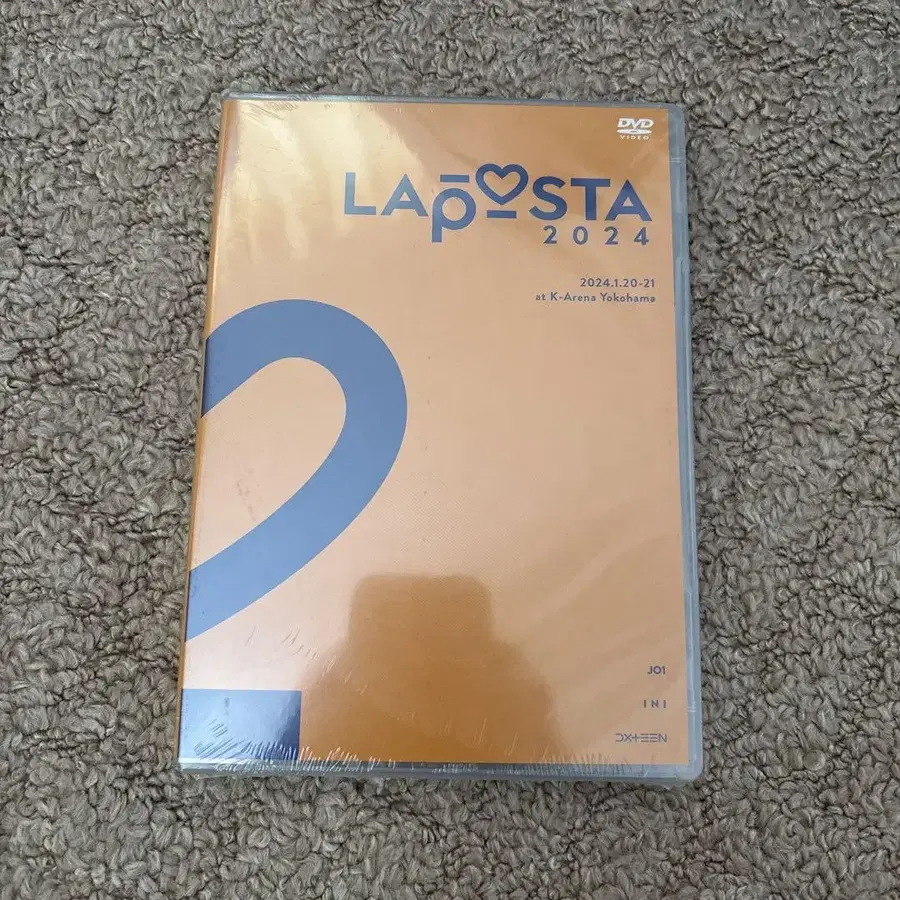 DVD
VIDEO
LAPOSTA
2024
2024.1.20-21
at K-Arena Yokohama
JO1
INI
DXTEEN